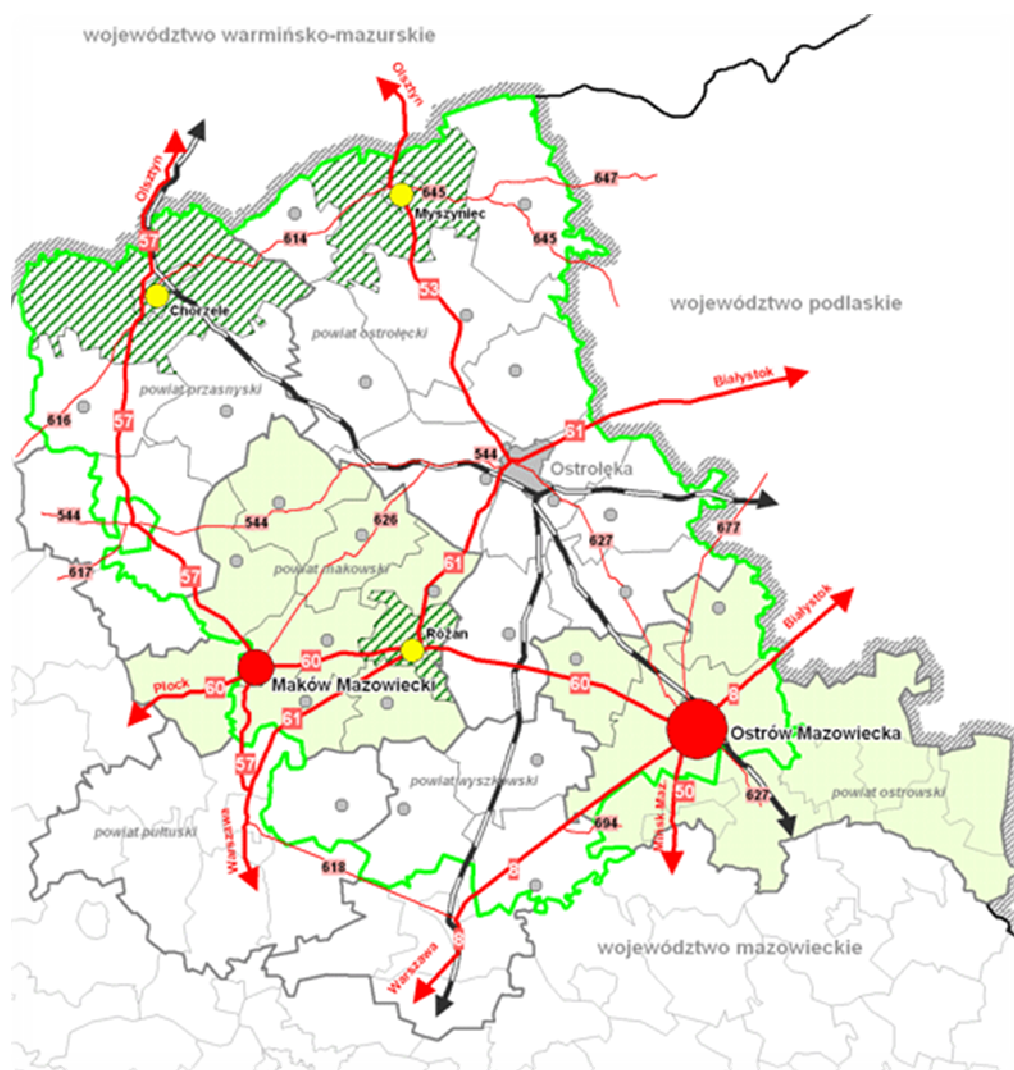 województwo warmińsko-mazurskie
Olsztyn
Olsztyn
647
645
Myszyniec
614
645
57
53
Chorzele
województwo podlaskie
powiat ostrołęcki
Białystok
powiat przasnyski
616
57
61
544
Ostrołęka
544
544
626
677
627
61
powiat makowski
617
57
Białystok
Różan
60
Maków Mazowiecki
60
Płock
60
8
61
Ostrów Mazowiecka
57
powiat wyszkowski
50
627
powiat ostrowski
Mińsk Maz.
694
powiat pułtuski
Warszawa
618
8
8
Warszawa
województwo mazowieckie